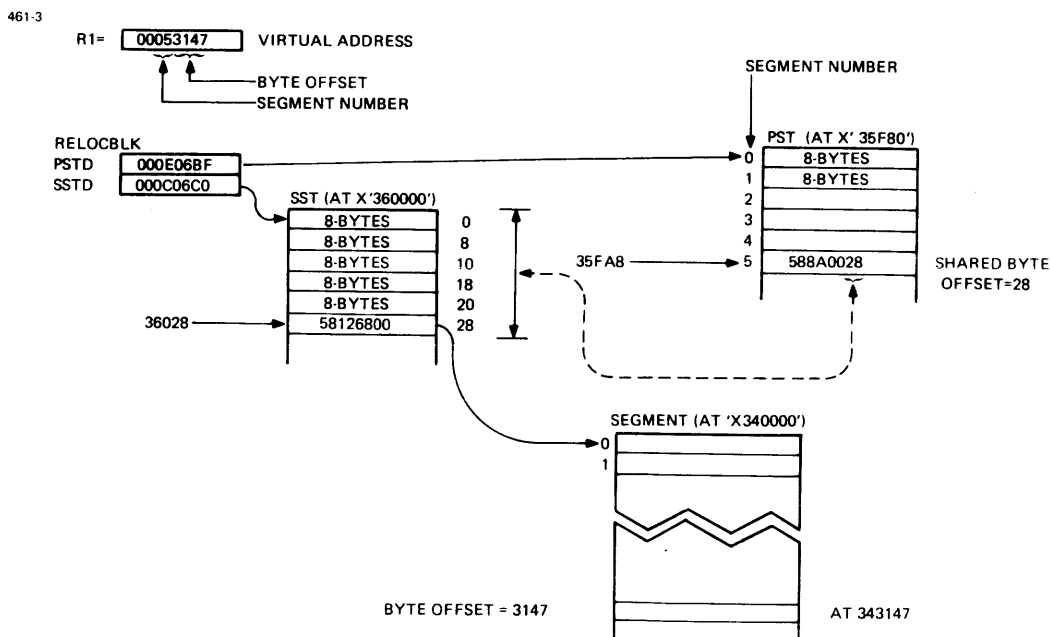 461-3
R1= 00053147 VIRTUAL ADDRESS
BYTE OFFSET
SEGMENT NUMBER
SEGMENT NUMBER
RELOCBLK
PSTD 000E06BF
SSTD 000C06C0
PST (AT X' 35F80')
0 8-BYTES
1 8-BYTES
2
3
4
35FA8 5 588A0028 SHARED BYTE
OFFSET=28
SST (AT X'360000')
8-BYTES 0
8-BYTES 8
8-BYTES 10
8-BYTES 18
8-BYTES 20
36028 58126800 28
SEGMENT (AT 'X340000')
0
1
BYTE OFFSET = 3147 AT 343147